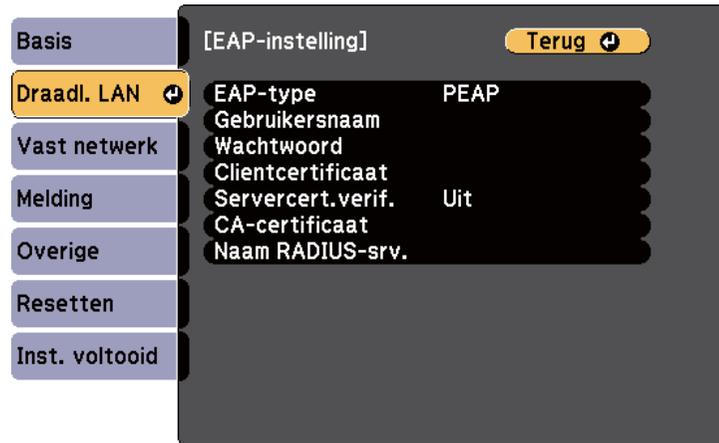 Basis
Draadl. LAN
Vast netwerk
Melding
Overige
Resetten
Inst. voltooid
[EAP-instelling]
Terug
EAP-type PEAP
Gebruikersnaam
Wachtwoord
Clientcertificaat
Servercert.verif. Uit
CA-certificaat
Naam RADIUS-srv.